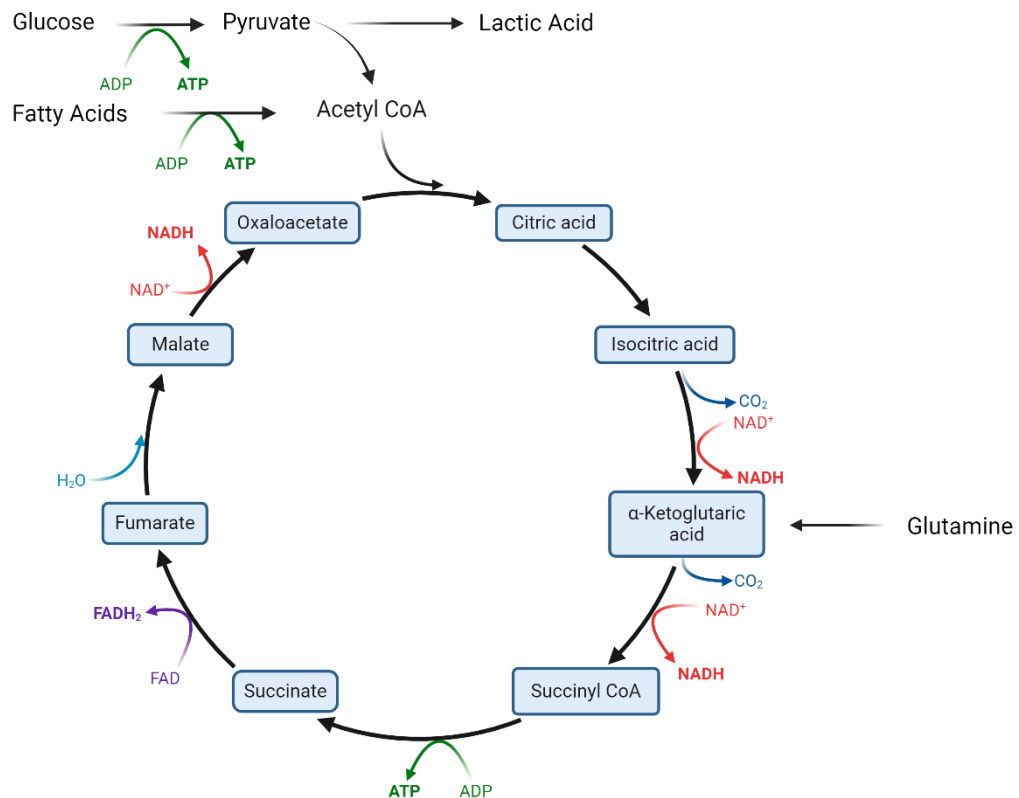 Glucose
Pyruvate
Lactic Acid
ADP
ATP
Fatty Acids
Acetyl CoA
ADP
ATP
Oxaloacetate
Citric acid
NADH
NAD⁺
Malate
Isocitric acid
CO₂
NAD⁺
NADH
H₂O
Fumarate
α-Ketoglutaric
acid
Glutamine
CO₂
FADH₂
NAD⁺
FAD
NADH
Succinate
Succinyl CoA
ATP
ADP